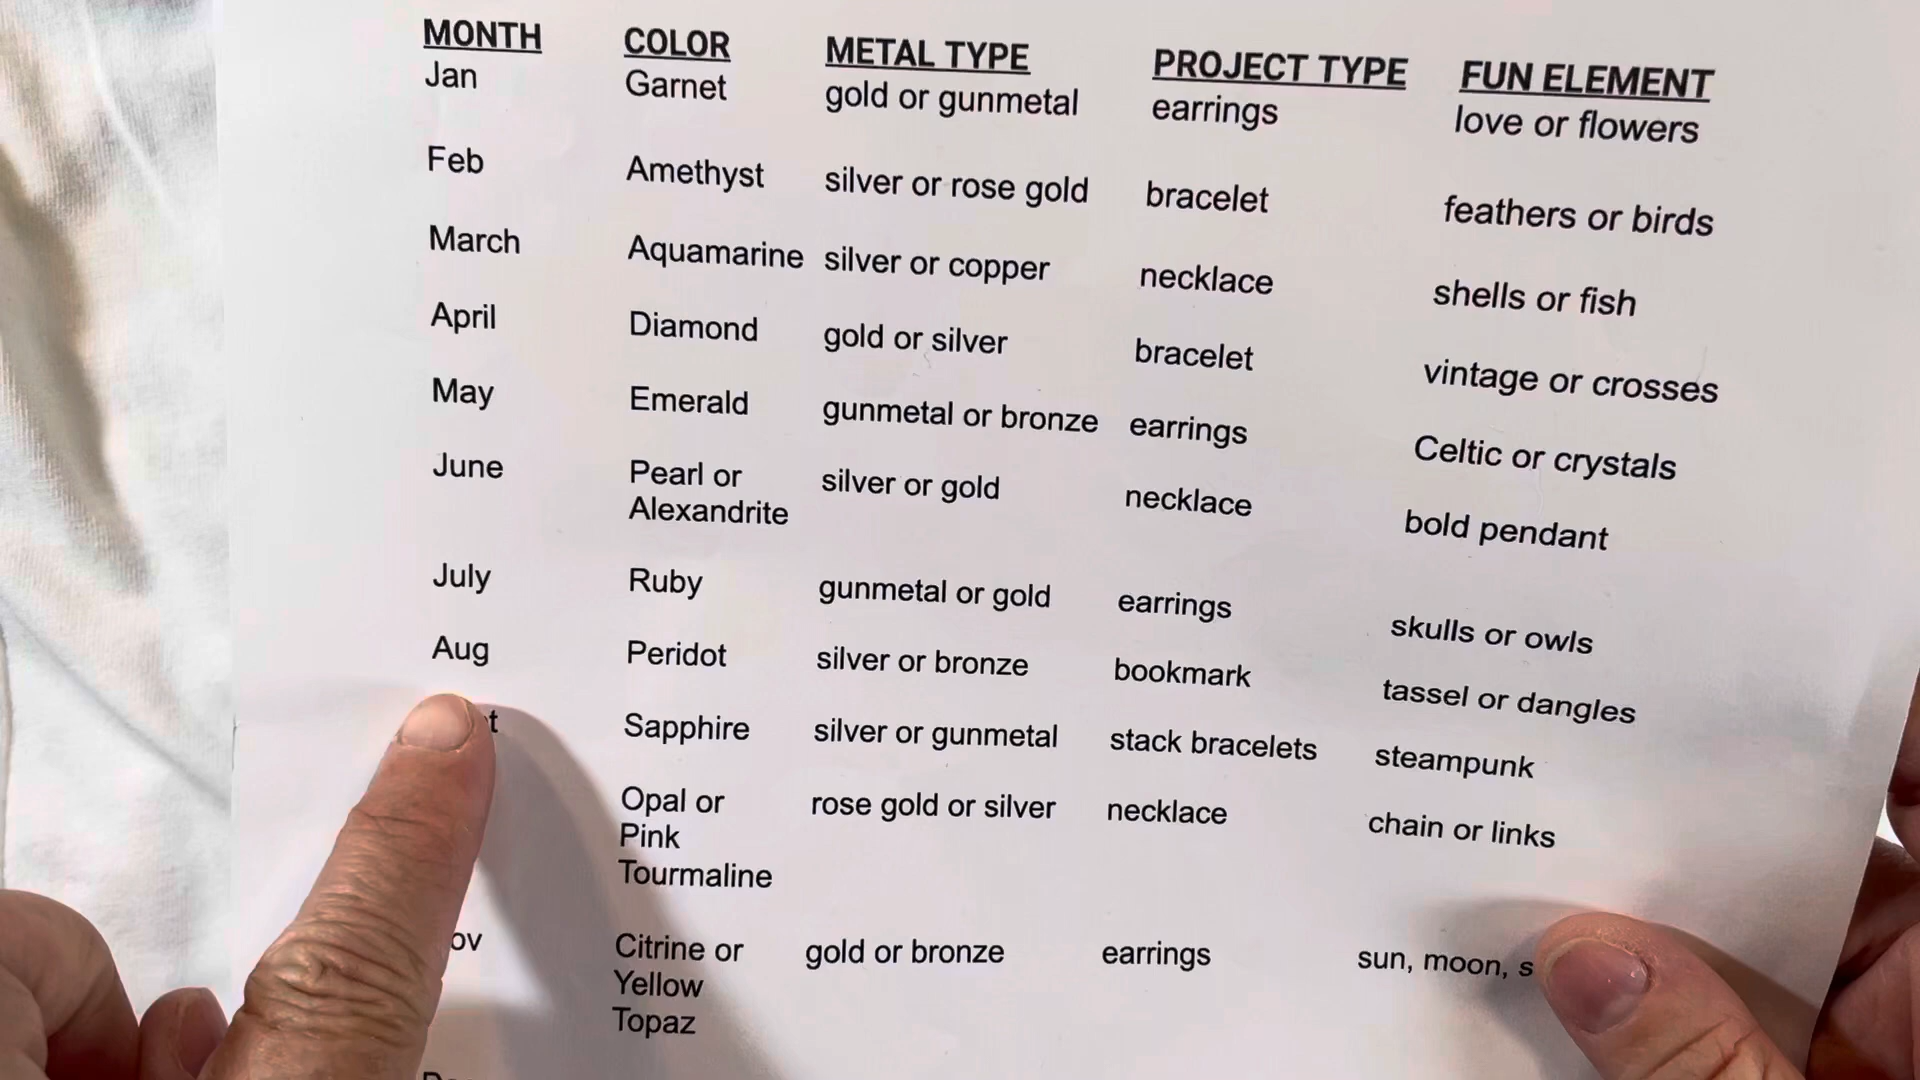 MONTH COLOR METAL TYPE PROJECT TYPE FUN ELEMENT
Jan Garnet gold or gunmetal earrings love or flowers
Feb Amethyst silver or rose gold bracelet feathers or birds
March Aquamarine silver or copper necklace shells or fish
April Diamond gold or silver bracelet vintage or crosses
May Emerald gunmetal or bronze earrings Celtic or crystals
June Pearl or silver or gold necklace bold pendant
Alexandrite
July Ruby gunmetal or gold earrings skulls or owls
Aug Peridot silver or bronze bookmark tassel or dangles
Sapphire silver or gunmetal stack bracelets steampunk
Opal or rose gold or silver necklace chain or links
Pink
Tourmaline
Citrine or gold or bronze earrings sun, moon,
Yellow
Topaz